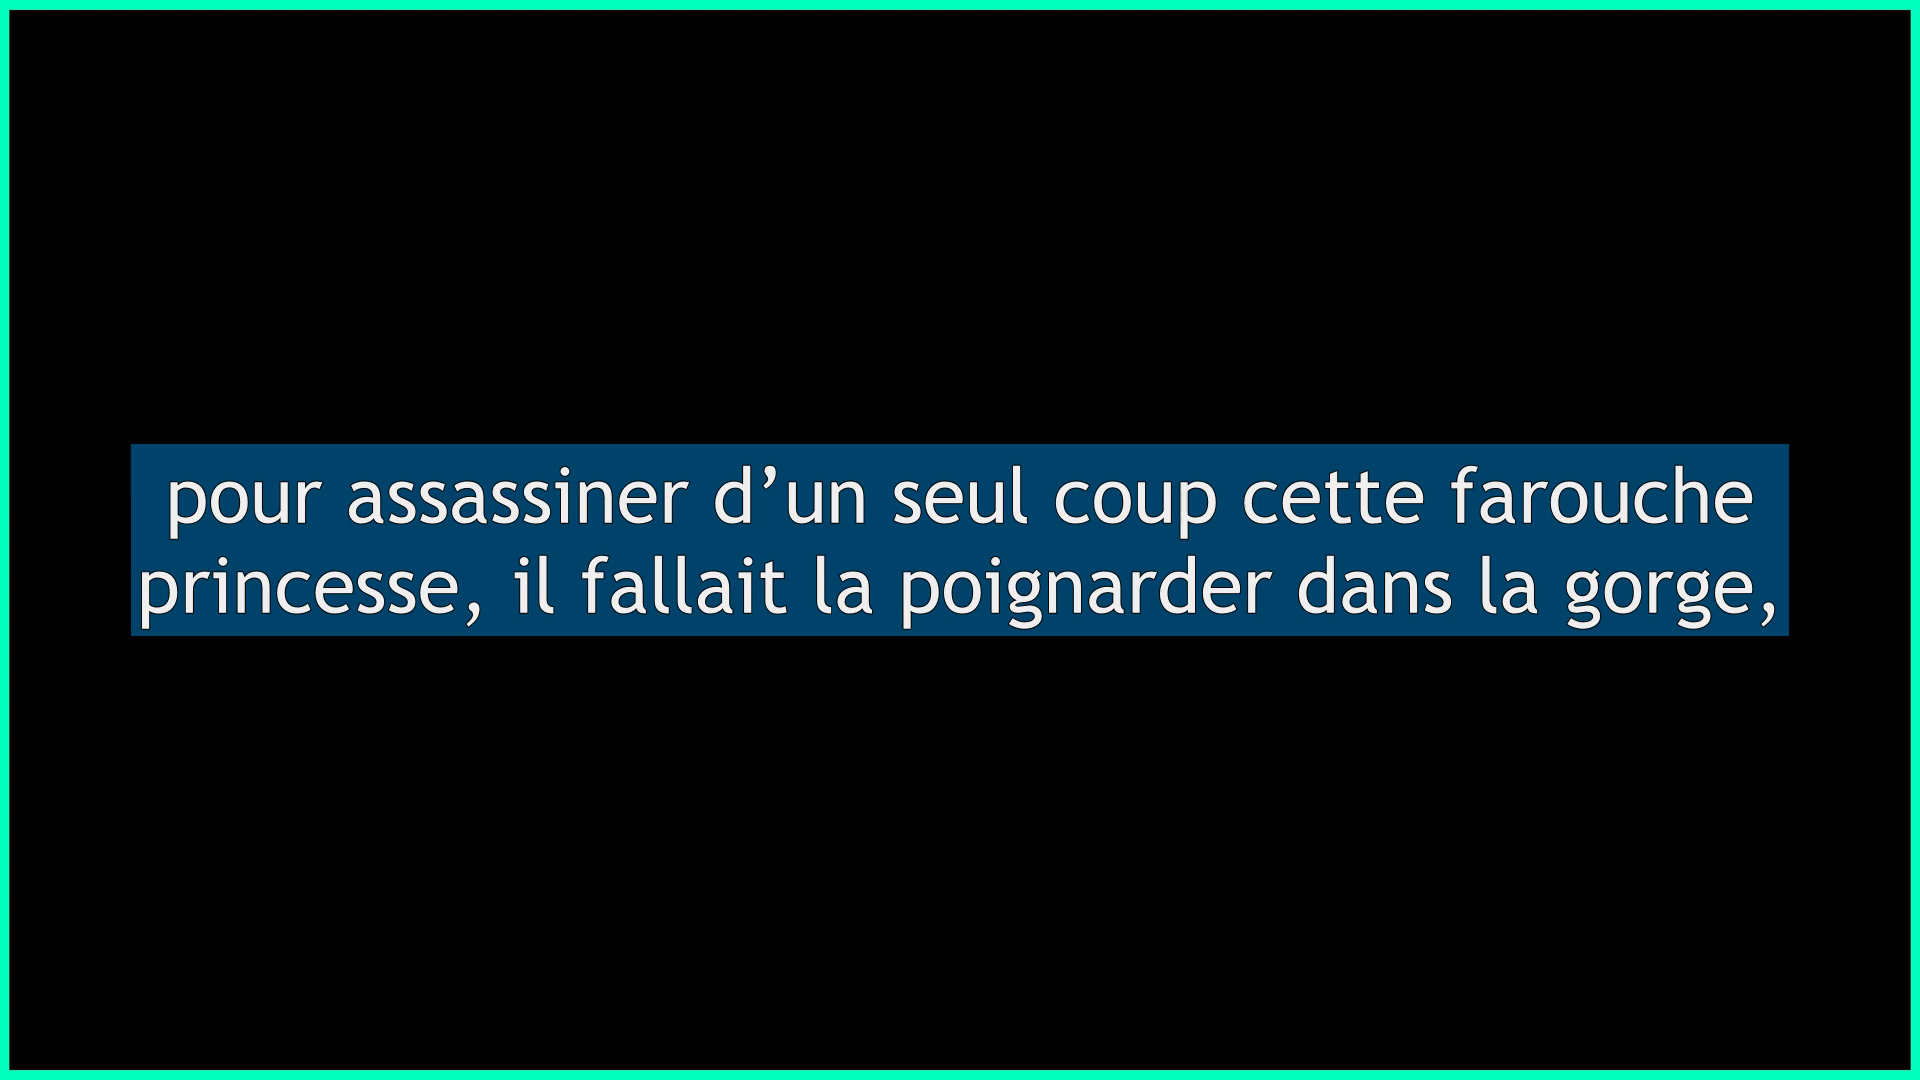 pour assassiner d’un seul coup cette farouche
princesse, il fallait la poignarder dans la gorge,